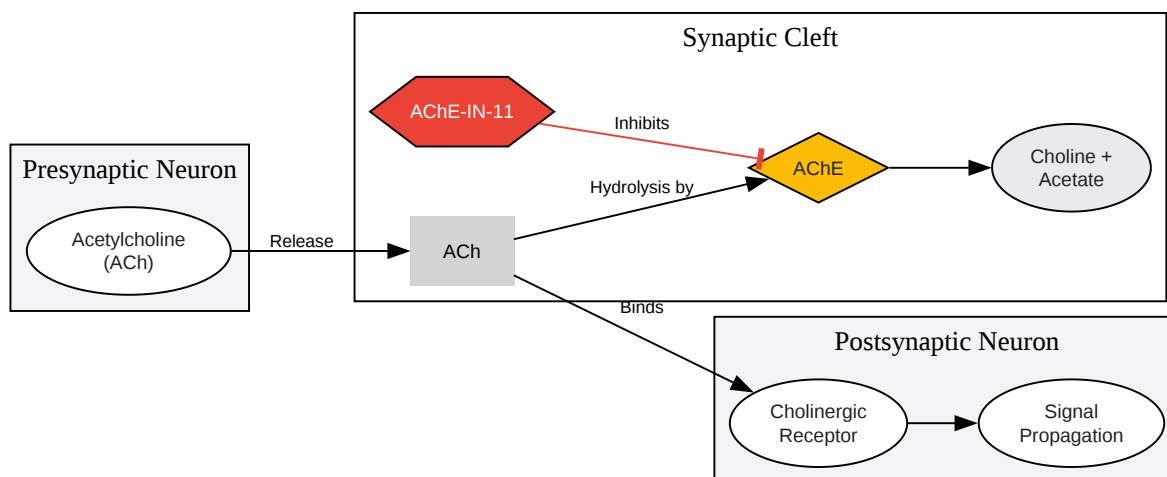 Synaptic Cleft
AChE-IN-11
Inhibits
AChE
Choline +
Acetate
Hydrolysis by
Presynaptic Neuron
Acetylcholine
(ACh)
Release
ACh
Binds
Postsynaptic Neuron
Cholinergic
Receptor
Signal
Propagation